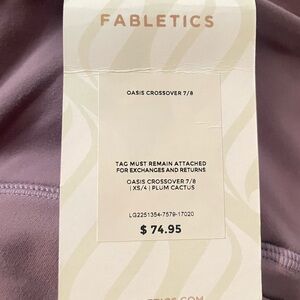 FABLETICS
OASIS CROSSOVER 7/8
TAG MUST REMAIN ATTACHED
FOR EXCHANGES AND RETURNS
OASIS CROSSOVER 7/8
| XS/4 | PLUM CACTUS
LG2251354-7579-17020
$ 74.95